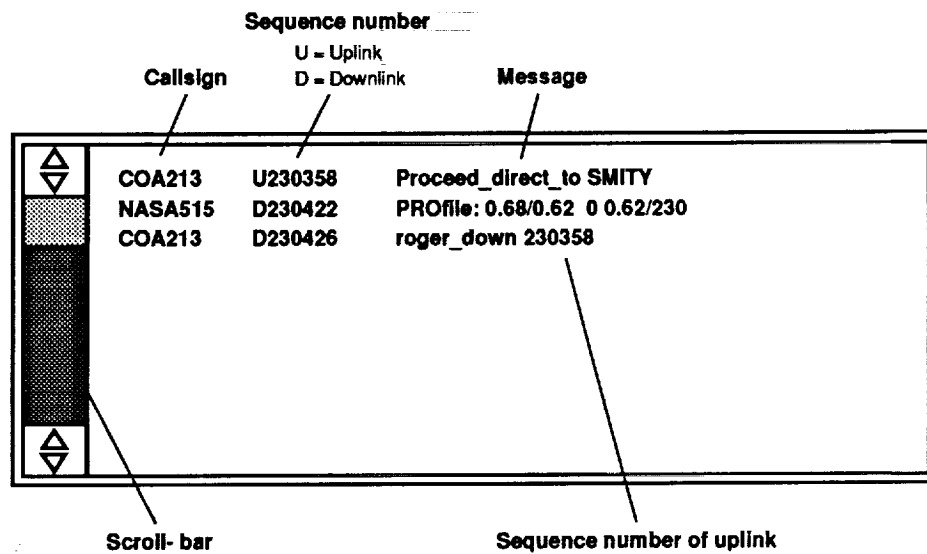 Sequence number
U = Uplink
D = Downlink
Callsign
Message
COA213 U230358 Proceed_direct_to SMITY
NASA515 D230422 PROfile: 0.68/0.62 0 0.62/230
COA213 D230426 roger_down 230358
Scroll- bar
Sequence number of uplink